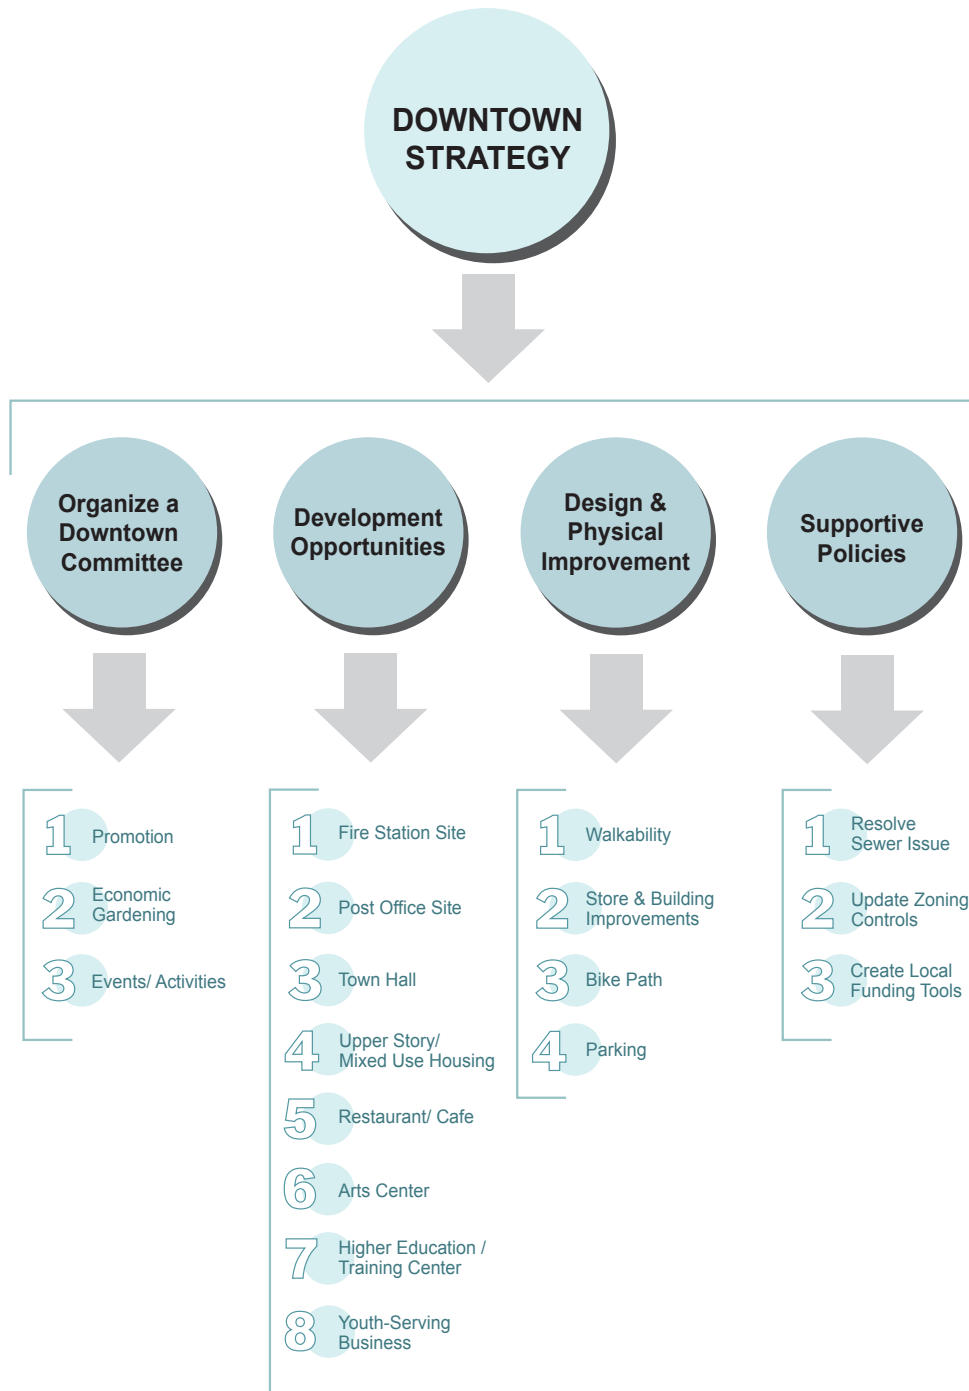 DOWNTOWN
STRATEGY
Organize a
Downtown
Committee
Development
Opportunities
Design &
Physical
Improvement
Supportive
Policies
1 Promotion
2 Economic
Gardening
3 Events/ Activities
1 Fire Station Site
2 Post Office Site
3 Town Hall
4 Upper Story/
Mixed Use Housing
5 Restaurant/ Cafe
6 Arts Center
7 Higher Education /
Training Center
8 Youth-Serving
Business
1 Walkability
2 Store & Building
Improvements
3 Bike Path
4 Parking
1 Resolve
Sewer Issue
2 Update Zoning
Controls
3 Create Local
Funding Tools